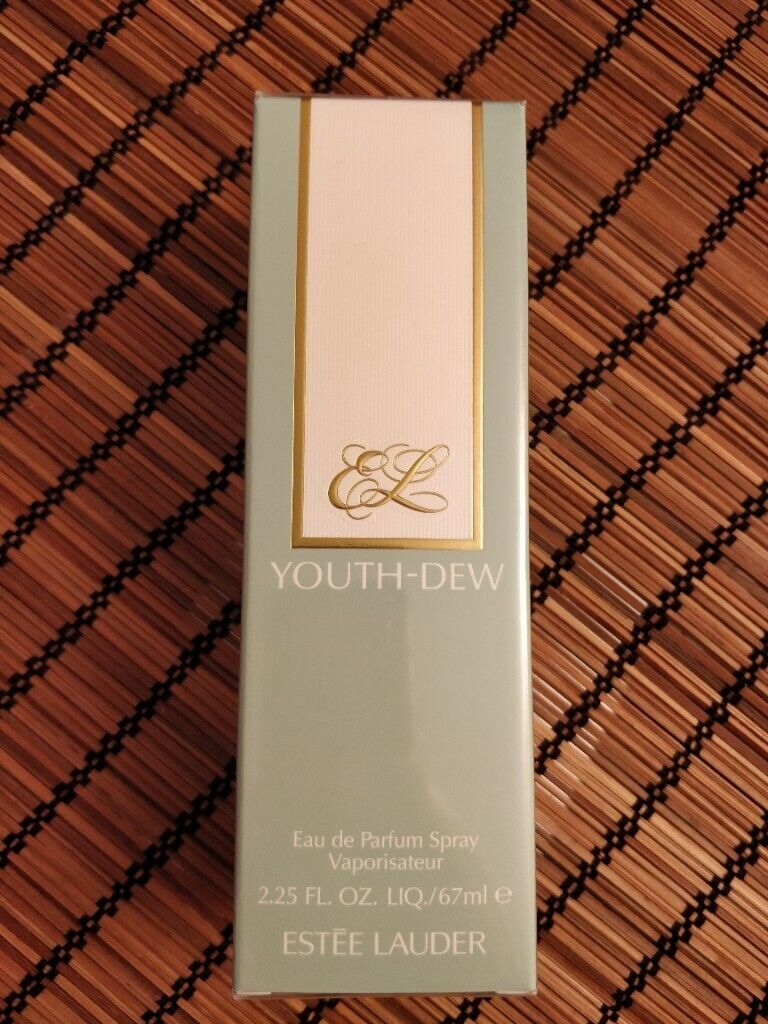 EL
YOUTH-DEW
Eau de Parfum Spray
Vaporisateur
2.25 FL. OZ. LIQ./67ml ℮
ESTĒE LAUDER